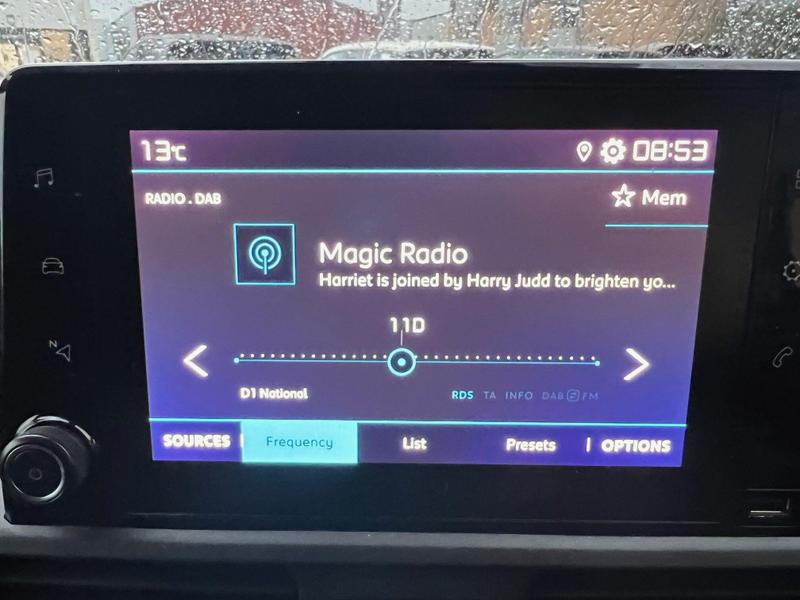 13°C 08:53
RADIO . DAB
Mem
Magic Radio
Harriet is joined by Harry Judd to brighten yo...
11D
D1 National
RDS TA INFO DAB FM
SOURCES Frequency List Presets OPTIONS
N